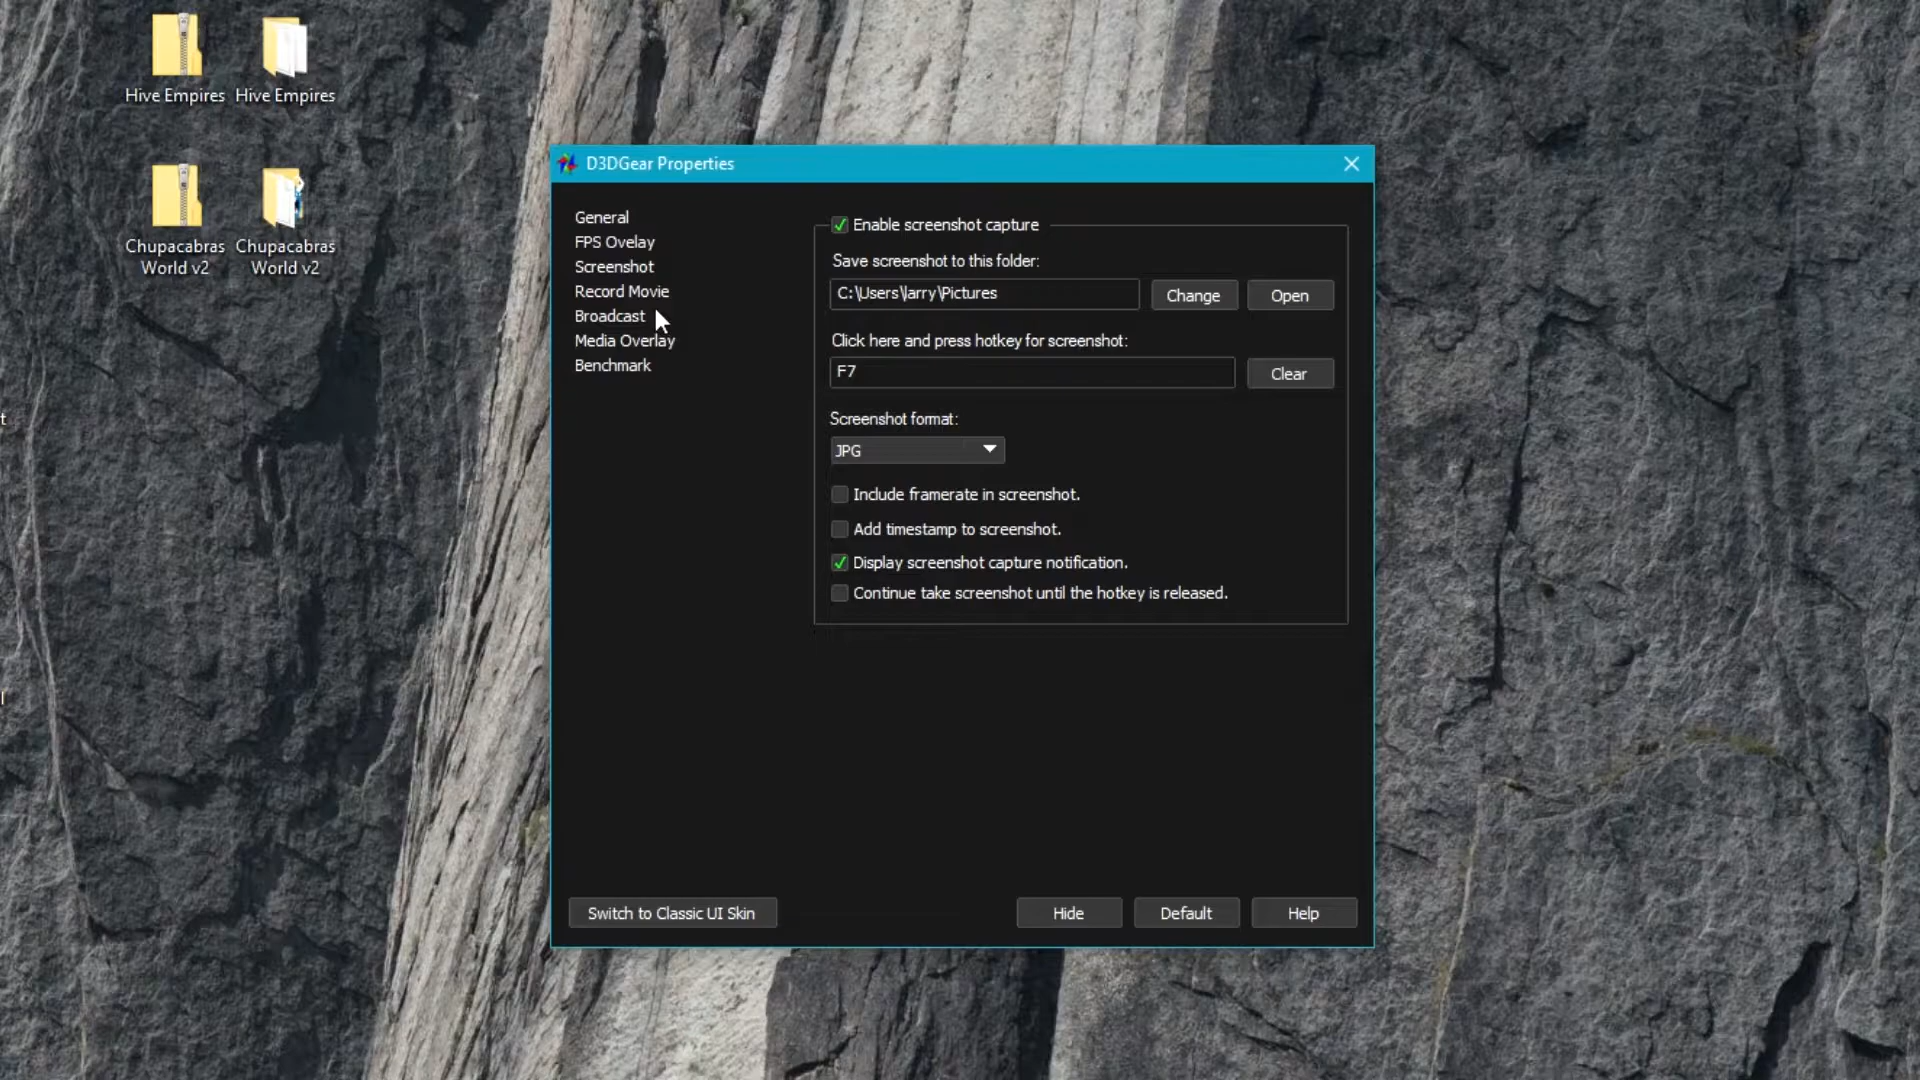 Hive Empires
Hive Empires
Chupacabras
World v2
Chupacabras
World v2
t
l
D3DGear Properties
General
FPS Ovelay
Screenshot
Record Movie
Broadcast
Media Overlay
Benchmark
Enable screenshot capture
Save screenshot to this folder:
C:\Users\larry\Pictures
Change
Open
Click here and press hotkey for screenshot:
F7
Clear
Screenshot format:
JPG
Include framerate in screenshot.
Add timestamp to screenshot.
Display screenshot capture notification.
Continue take screenshot until the hotkey is released.
Switch to Classic UI Skin
Hide
Default
Help